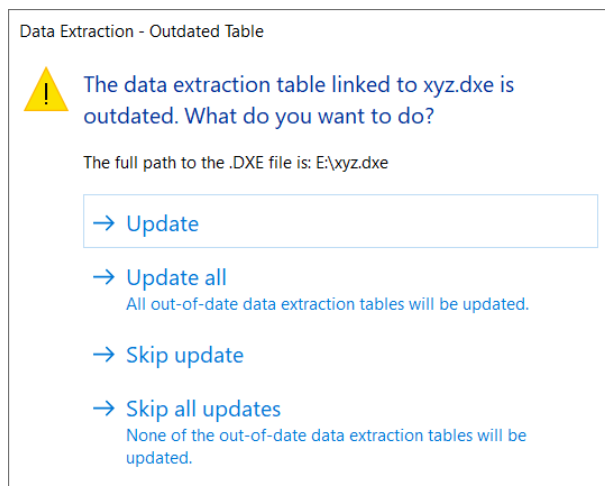 Data Extraction - Outdated Table
The data extraction table linked to xyz.dxe is
outdated. What do you want to do?
The full path to the .DXE file is: E:\xyz.dxe
→ Update
→ Update all
All out-of-date data extraction tables will be updated.
→ Skip update
→ Skip all updates
None of the out-of-date data extraction tables will be
updated.